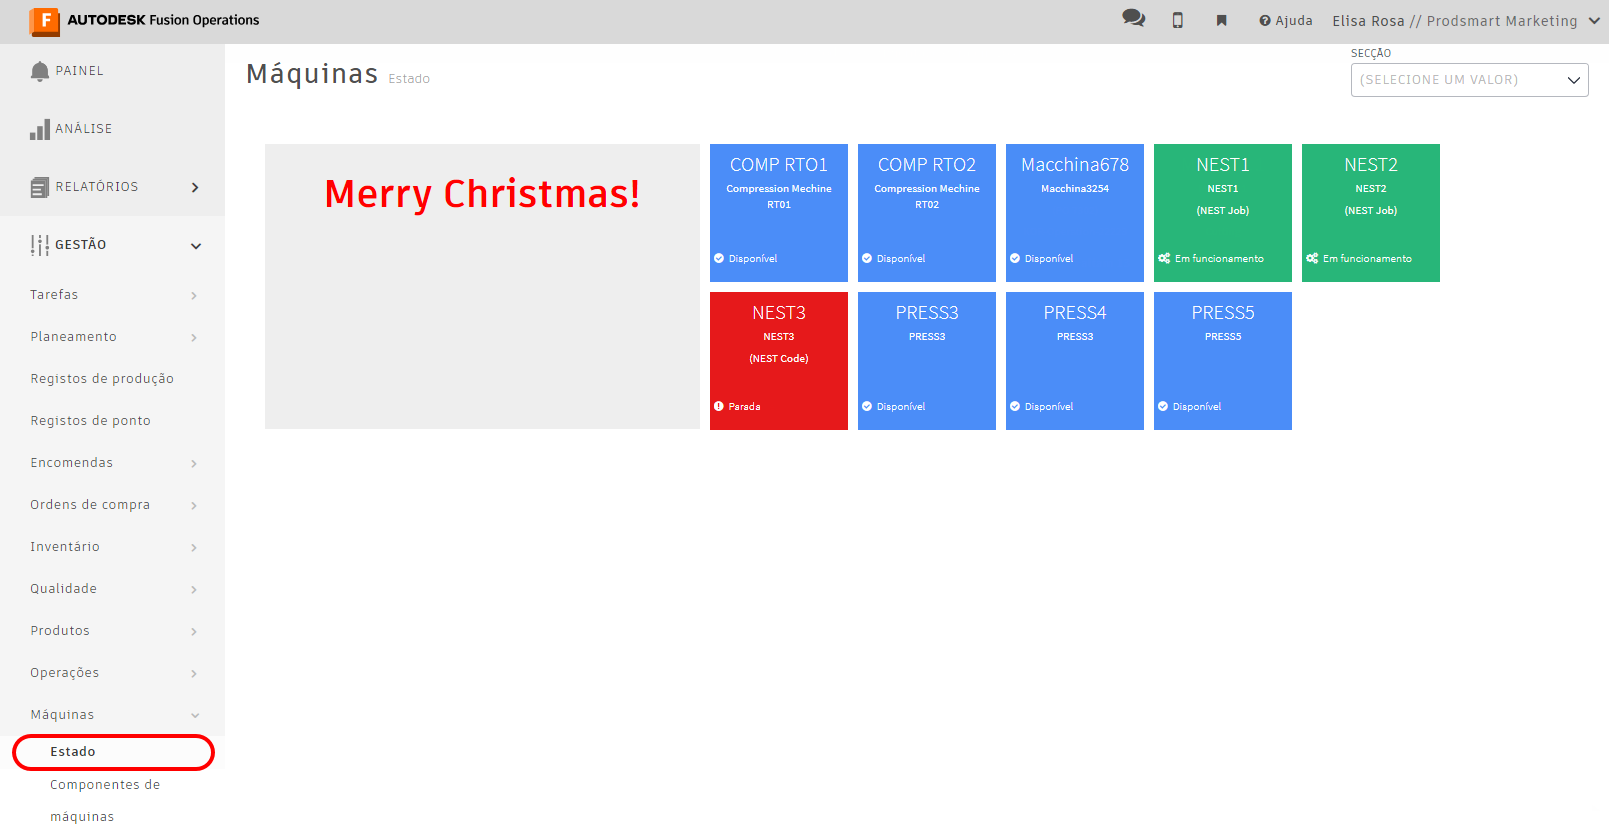 AUTODESK Fusion Operations
Ajuda
Elisa Rosa // Prodsmart Marketing
PAINEL
ANÁLISE
RELATÓRIOS
GESTÃO
Tarefas
Planeamento
Registos de produção
Registos de ponto
Encomendas
Ordens de compra
Inventário
Qualidade
Produtos
Operações
Máquinas
Estado
Componentes de
máquinas
Máquinas Estado
SECÇÃO
(SELECIONE UM VALOR)
Merry Christmas!
COMP RTO1
Compression Mechine
RT01
Disponível
COMP RTO2
Compression Mechine
RT02
Disponível
Macchina678
Macchina3254
Disponível
NEST1
NEST1
(NEST Job)
Em funcionamento
NEST2
NEST2
(NEST Job)
Em funcionamento
NEST3
NEST3
(NEST Code)
Parada
PRESS3
PRESS3
Disponível
PRESS4
PRESS3
Disponível
PRESS5
PRESS5
Disponível